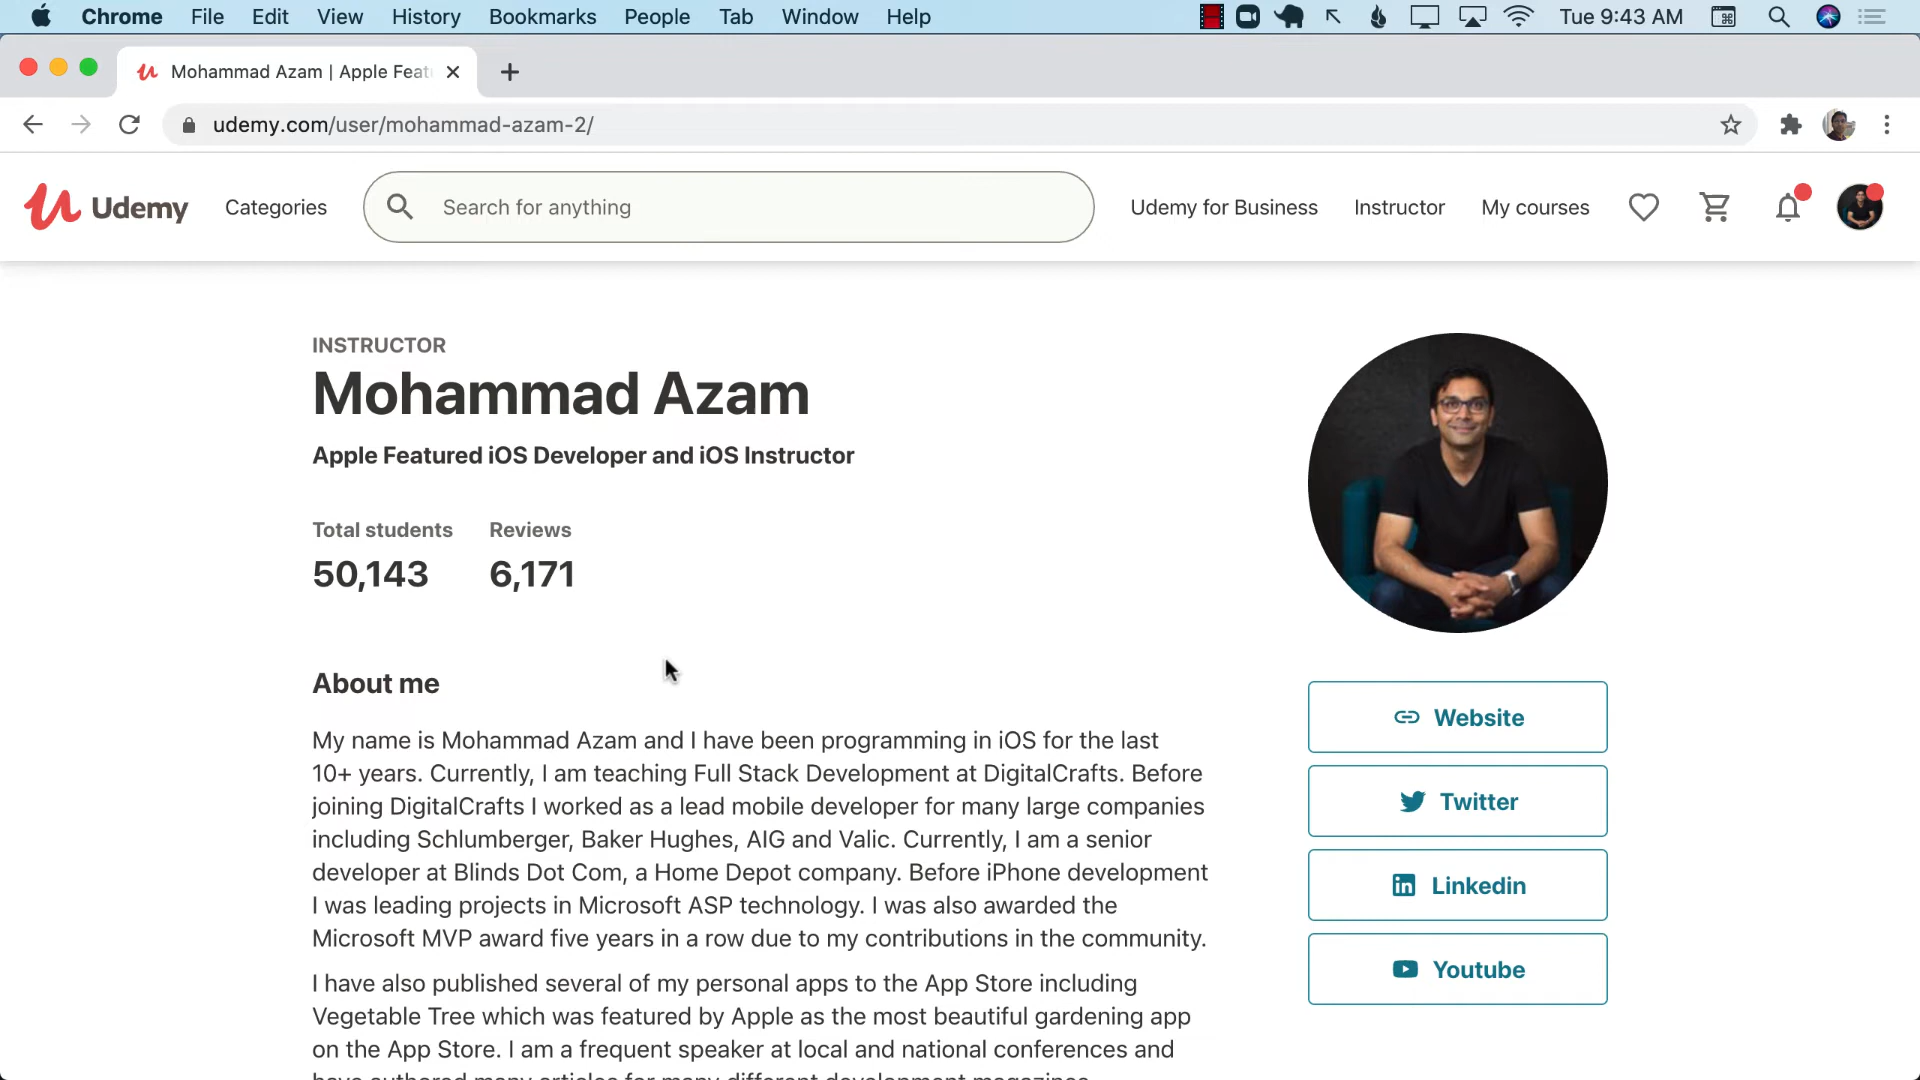 Chrome File Edit View History Bookmarks People Tab Window Help Tue 9:43 AM
Mohammad Azam | Apple Feat
udemy.com/user/mohammad-azam-2/
Udemy Categories Search for anything Udemy for Business Instructor My courses
INSTRUCTOR
Mohammad Azam
Apple Featured iOS Developer and iOS Instructor
Total students Reviews
50,143 6,171
About me
My name is Mohammad Azam and I have been programming in iOS for the last
10+ years. Currently, I am teaching Full Stack Development at DigitalCrafts. Before
joining DigitalCrafts I worked as a lead mobile developer for many large companies
including Schlumberger, Baker Hughes, AIG and Valic. Currently, I am a senior
developer at Blinds Dot Com, a Home Depot company. Before iPhone development
I was leading projects in Microsoft ASP technology. I was also awarded the
Microsoft MVP award five years in a row due to my contributions in the community.
I have also published several of my personal apps to the App Store including
Vegetable Tree which was featured by Apple as the most beautiful gardening app
on the App Store. I am a frequent speaker at local and national conferences and
have authored many articles for many different development magazines.
Website
Twitter
Linkedin
Youtube